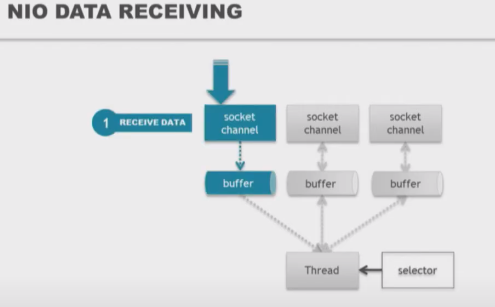 NIO DATA RECEIVING
1 RECEIVE DATA
socket
channel
socket
channel
socket
channel
buffer
buffer
buffer
Thread
selector